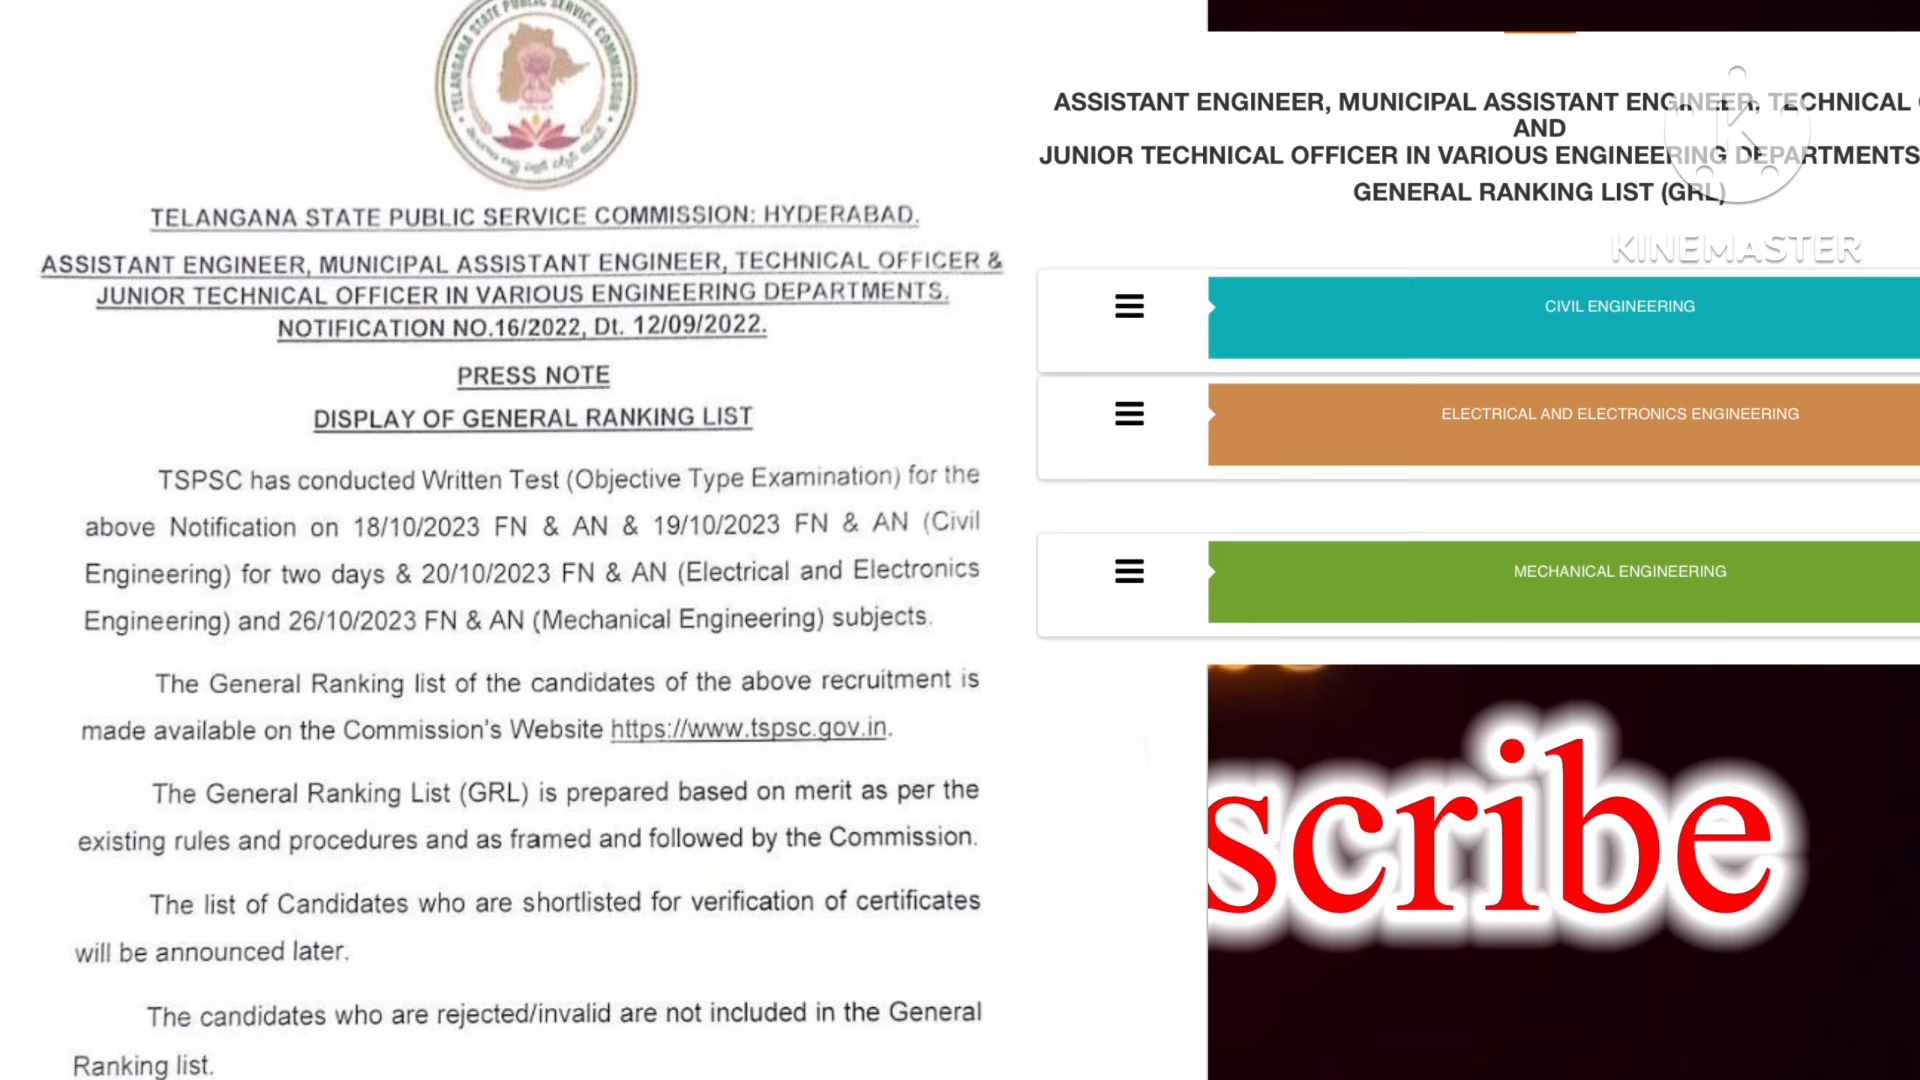 TELANGANA STATE PUBLIC SERVICE COMMISSION
TELANGANA STATE PUBLIC SERVICE COMMISSION: HYDERABAD.
ASSISTANT ENGINEER, MUNICIPAL ASSISTANT ENGINEER, TECHNICAL OFFICER &
JUNIOR TECHNICAL OFFICER IN VARIOUS ENGINEERING DEPARTMENTS.
NOTIFICATION NO.16/2022, Dt. 12/09/2022.
PRESS NOTE
DISPLAY OF GENERAL RANKING LIST
TSPSC has conducted Written Test (Objective Type Examination) for the
above Notification on 18/10/2023 FN & AN & 19/10/2023 FN & AN (Civil
Engineering) for two days & 20/10/2023 FN & AN (Electrical and Electronics
Engineering) and 26/10/2023 FN & AN (Mechanical Engineering) subjects.
The General Ranking list of the candidates of the above recruitment is
made available on the Commission's Website https://www.tspsc.gov.in.
The General Ranking List (GRL) is prepared based on merit as per the
existing rules and procedures and as framed and followed by the Commission.
The list of Candidates who are shortlisted for verification of certificates
will be announced later.
The candidates who are rejected/invalid are not included in the General
Ranking list.
ASSISTANT ENGINEER, MUNICIPAL ASSISTANT ENGINEER, TECHNICAL
AND
JUNIOR TECHNICAL OFFICER IN VARIOUS ENGINEERING DEPARTMENTS
GENERAL RANKING LIST (GRL)
KINEMASTER
CIVIL ENGINEERING
ELECTRICAL AND ELECTRONICS ENGINEERING
MECHANICAL ENGINEERING
scribe